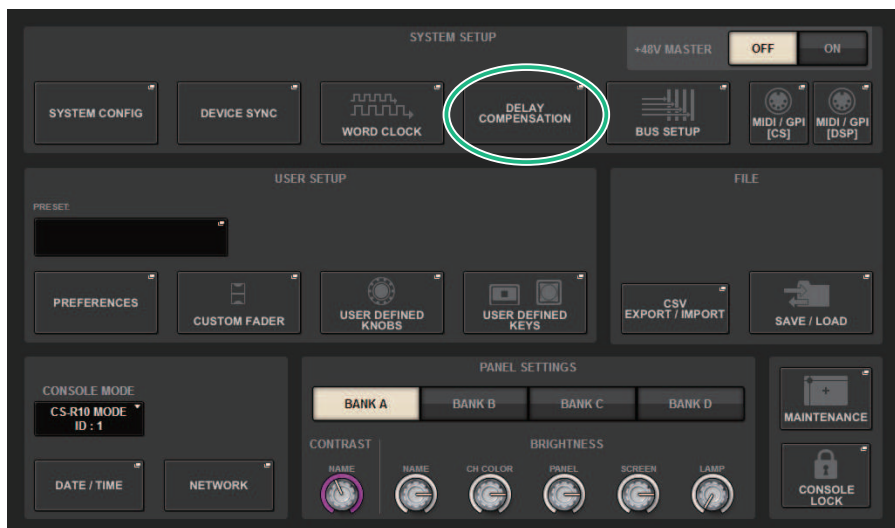 SYSTEM SETUP
+48V MASTER
OFF
ON
SYSTEM CONFIG
DEVICE SYNC
WORD CLOCK
DELAY
COMPENSATION
BUS SETUP
MIDI / GPI
[CS]
MIDI / GPI
[DSP]
USER SETUP
FILE
PRESET
PREFERENCES
CUSTOM FADER
USER DEFINED
KNOBS
USER DEFINED
KEYS
CSV
EXPORT / IMPORT
SAVE / LOAD
CONSOLE MODE
CS-R10 MODE
ID : 1
DATE / TIME
NETWORK
PANEL SETTINGS
BANK A
BANK B
BANK C
BANK D
CONTRAST
BRIGHTNESS
NAME
NAME
CH COLOR
PANEL
SCREEN
LAMP
MAINTENANCE
CONSOLE
LOCK